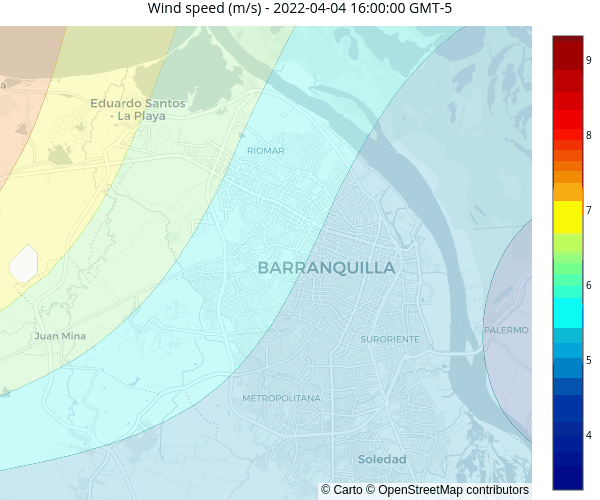 Wind speed (m/s) - 2022-04-04 16:00:00 GMT-5
9
a
Eduardo Santos
- La Playa
8
RIOMAR
7
BARRANQUILLA
6
Juan Mina
PALERMO
SURORIENTE
5
METROPOLITANA
4
Soledad
© Carto © OpenStreetMap contributors